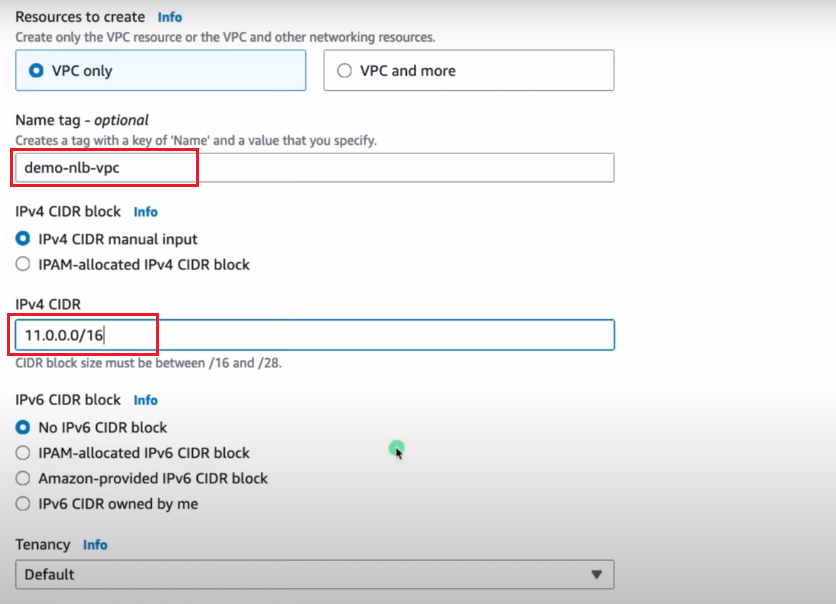 Resources to create Info
Create only the VPC resource or the VPC and other networking resources.
VPC only
VPC and more
Name tag - optional
Creates a tag with a key of 'Name' and a value that you specify.
demo-nlb-vpc
IPv4 CIDR block Info
IPv4 CIDR manual input
IPAM-allocated IPv4 CIDR block
IPv4 CIDR
11.0.0.0/16
CIDR block size must be between /16 and /28.
IPv6 CIDR block Info
No IPv6 CIDR block
IPAM-allocated IPv6 CIDR block
Amazon-provided IPv6 CIDR block
IPv6 CIDR owned by me
Tenancy Info
Default